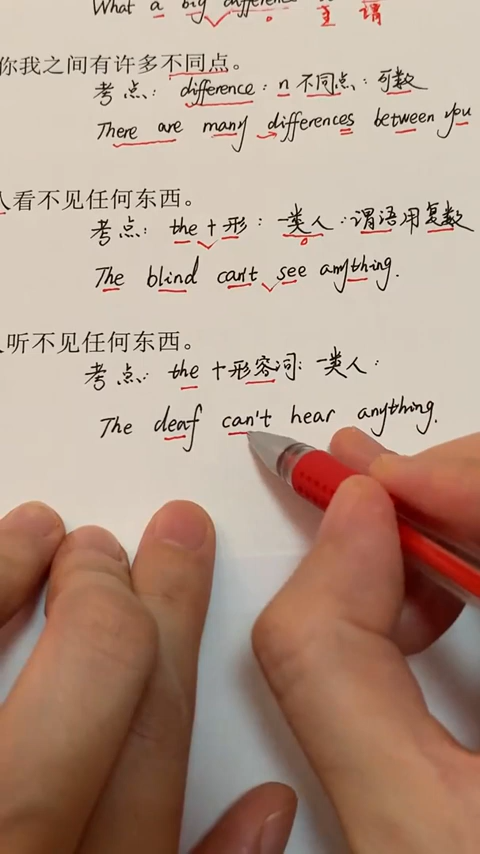 What a big difference 主 谓
你我之间有许多不同点。
考点: difference: n 不同点: 可数
There are many differences between you
人看不见任何东西。
考点: the + 形: 一类人: 谓语用复数
The blind can't see anything.
听不见任何东西。
考点: the + 形容词: 一类人:
The deaf can't hear anything.